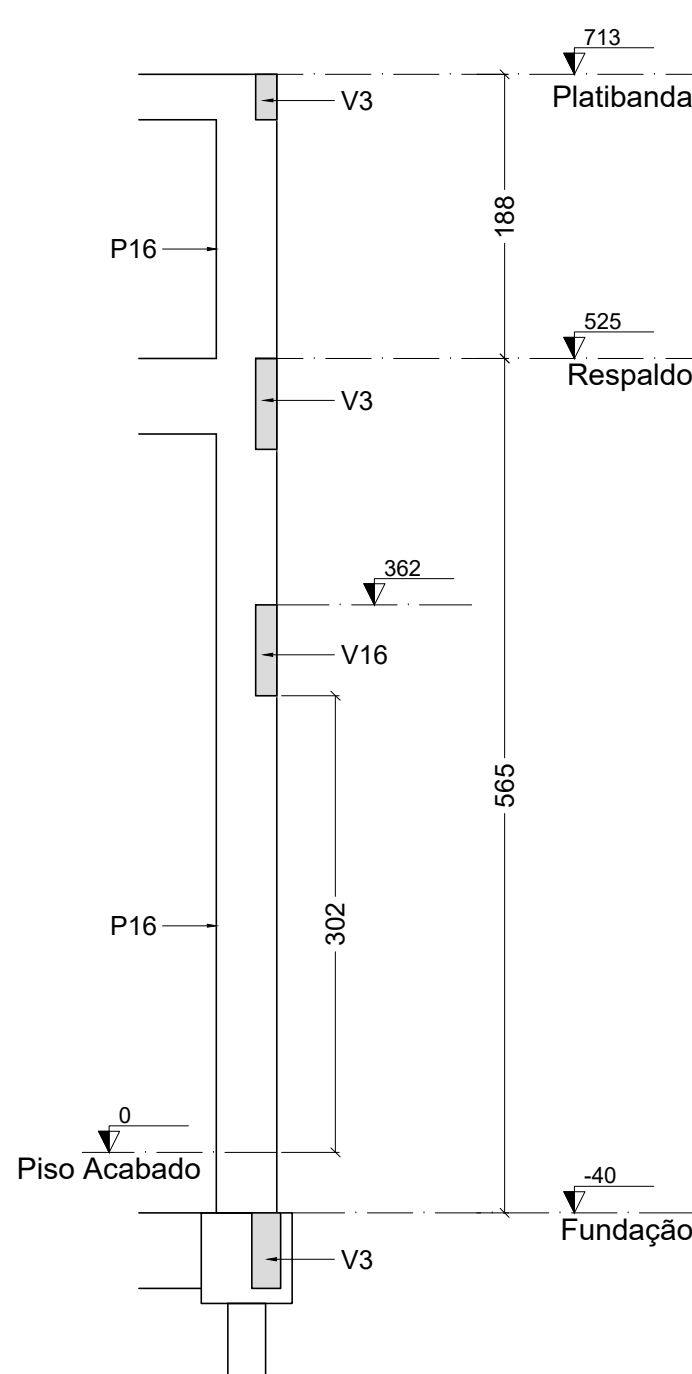 713
Platibanda
V3
188
P16
525
Respaldo
V3
362
V16
565
302
P16
0
Piso Acabado
-40
Fundação
V3